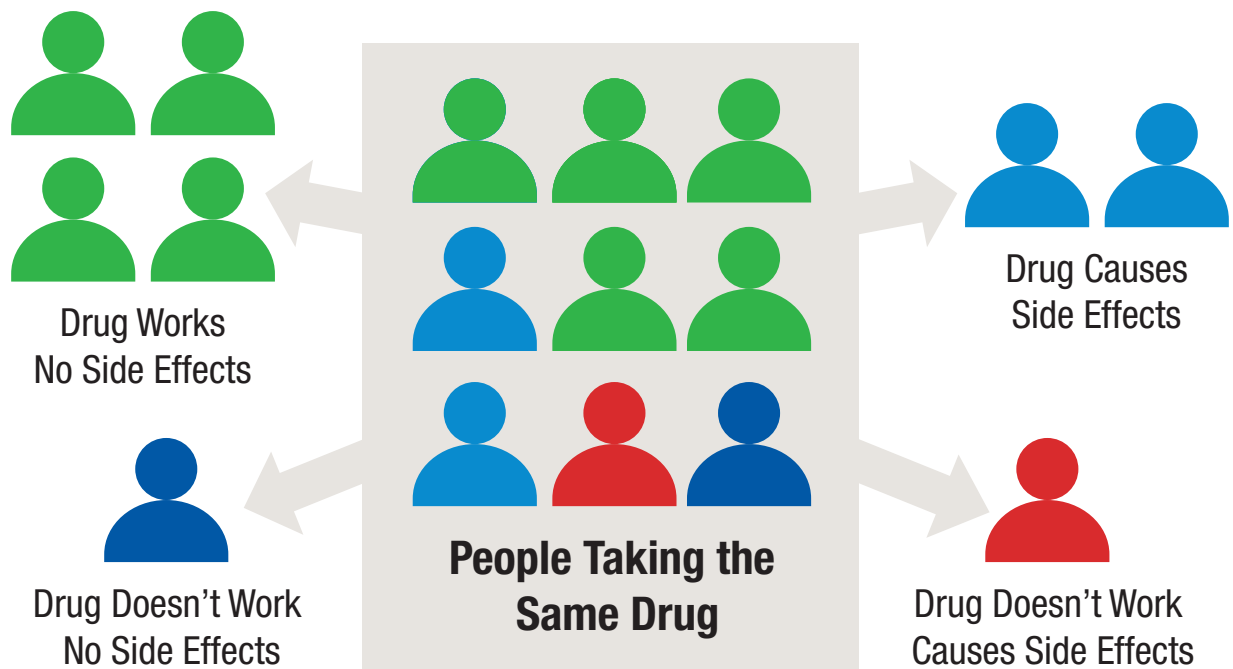 Drug Works
No Side Effects
Drug Causes
Side Effects
People Taking the
Same Drug
Drug Doesn’t Work
No Side Effects
Drug Doesn’t Work
Causes Side Effects